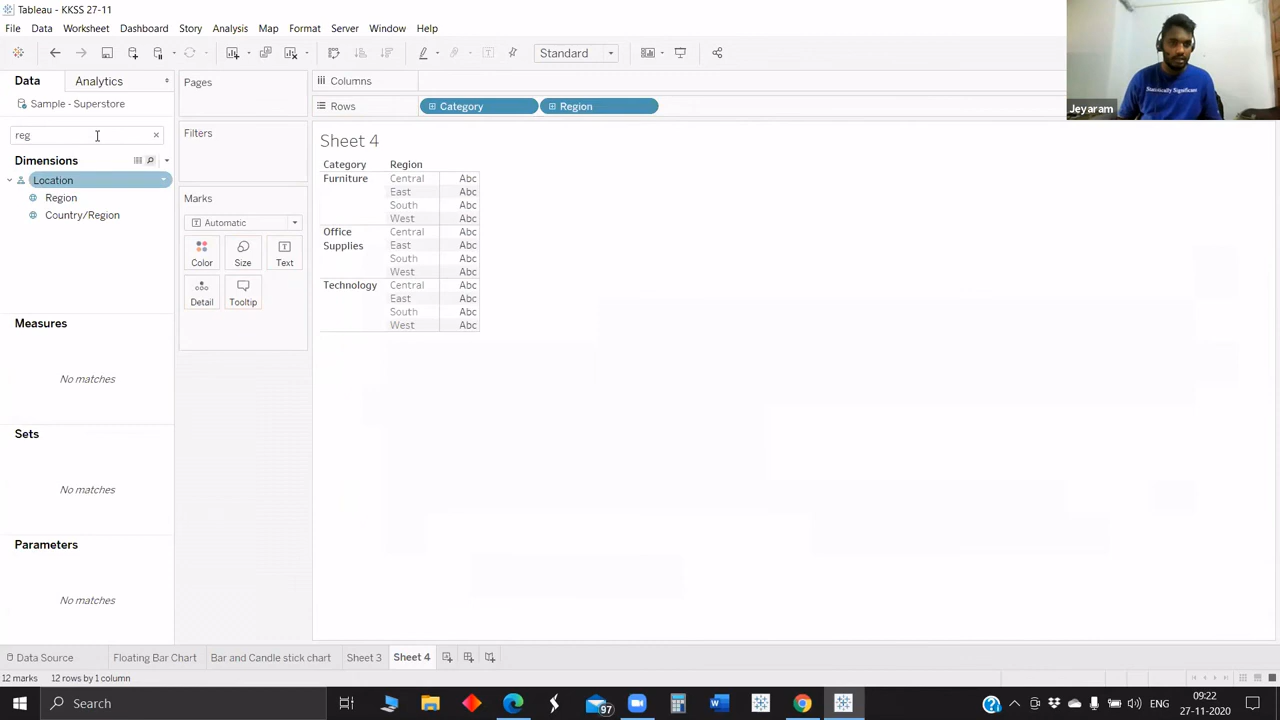 Tableau - KKSS 27-11
File Data Worksheet Dashboard Story Analysis Map Format Server Window Help
Standard
Data Analytics
Sample - Superstore
reg
Dimensions
Location
Region
Country/Region
Measures
No matches
Sets
No matches
Parameters
No matches
Pages
Filters
Marks
Automatic
Color Size Text
Detail Tooltip
Columns
Rows Category Region
Sheet 4
Category Region
Furniture Central Abc
East Abc
South Abc
West Abc
Office Central Abc
Supplies East Abc
South Abc
West Abc
Technology Central Abc
East Abc
South Abc
West Abc
Statistically Significant
Jeyaram
Data Source Floating Bar Chart Bar and Candle stick chart Sheet 3 Sheet 4
12 marks 12 rows by 1 column
Search
97
ENG
09:22
27-11-2020